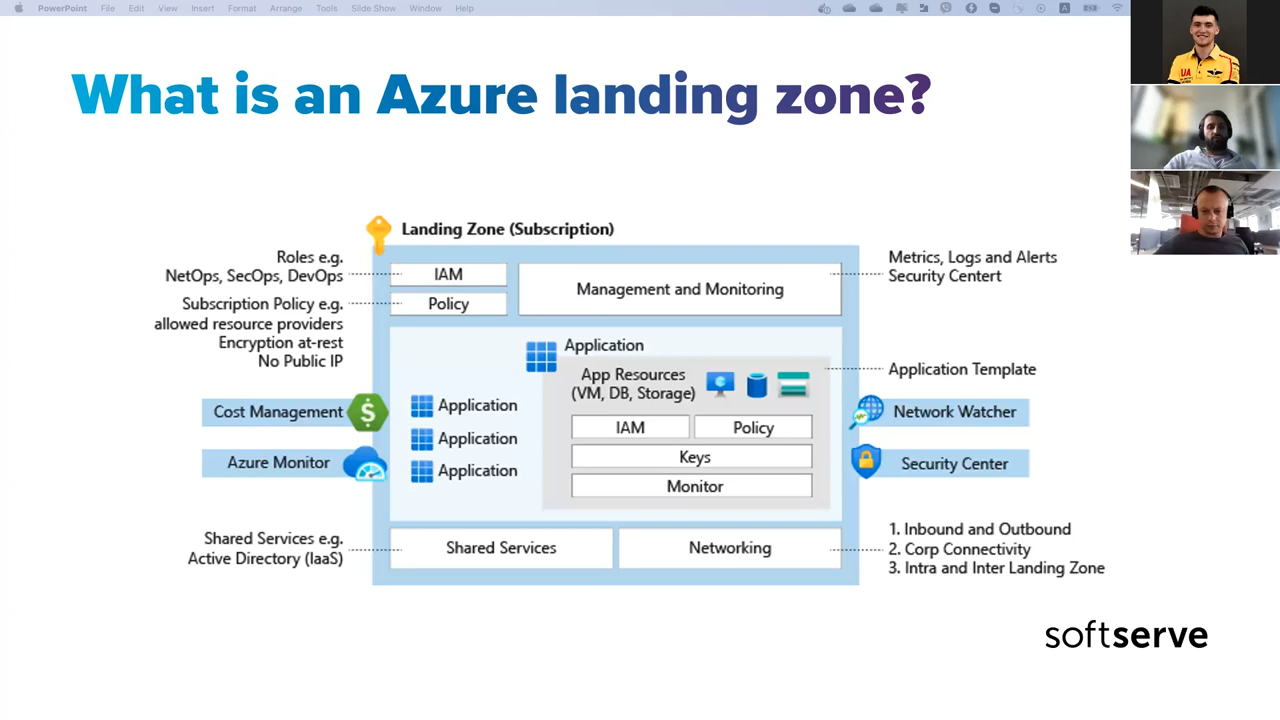 PowerPoint File Edit View Insert Format Arrange Tools Slide Show Window Help
What is an Azure landing zone?
Landing Zone (Subscription)
Roles e.g.
NetOps, SecOps, DevOps
IAM
Management and Monitoring
Metrics, Logs and Alerts
Security Centert
Subscription Policy e.g.
allowed resource providers
Encryption at-rest
No Public IP
Policy
Application
App Resources
(VM, DB, Storage)
Application Template
Cost Management
Azure Monitor
Application
Application
Application
IAM
Policy
Keys
Monitor
Network Watcher
Security Center
Shared Services e.g.
Active Directory (IaaS)
Shared Services
Networking
1. Inbound and Outbound
2. Corp Connectivity
3. Intra and Inter Landing Zone
softserve
UA